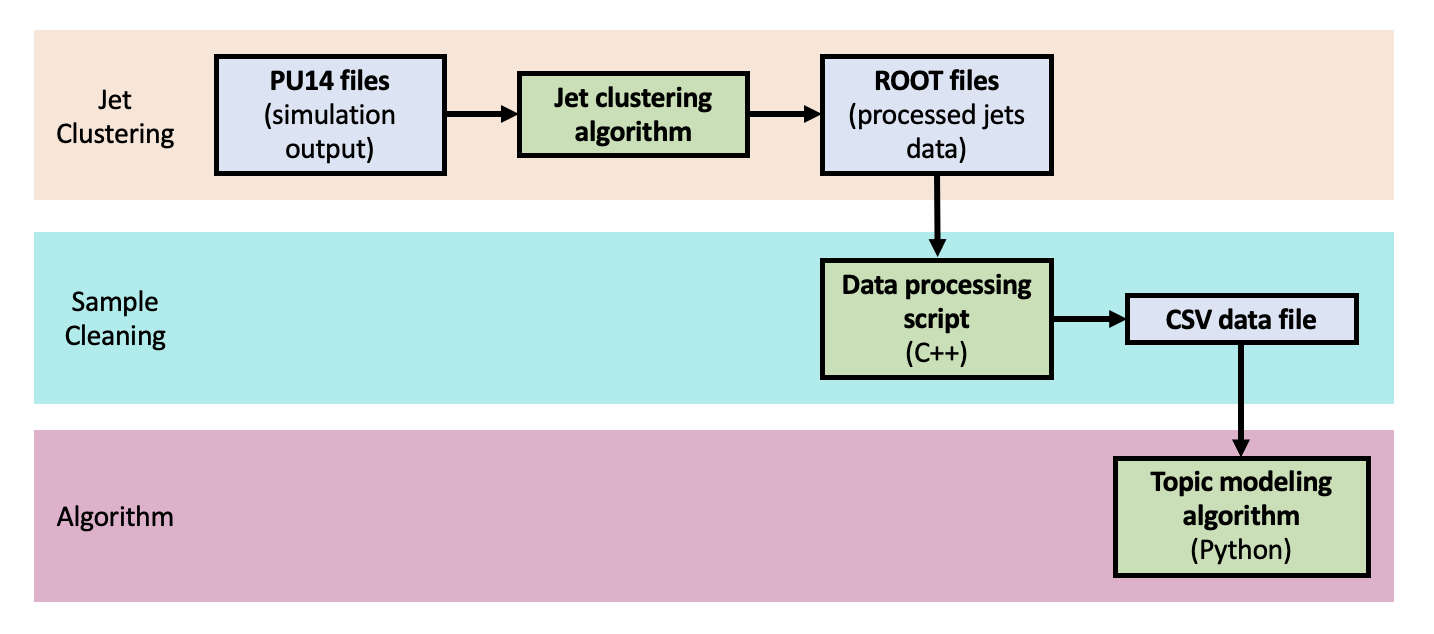 Jet
Clustering
PU14 files
(simulation
output)
Jet clustering
algorithm
ROOT files
(processed jets
data)
Sample
Cleaning
Data processing
script
(C++)
CSV data file
Algorithm
Topic modeling
algorithm
(Python)